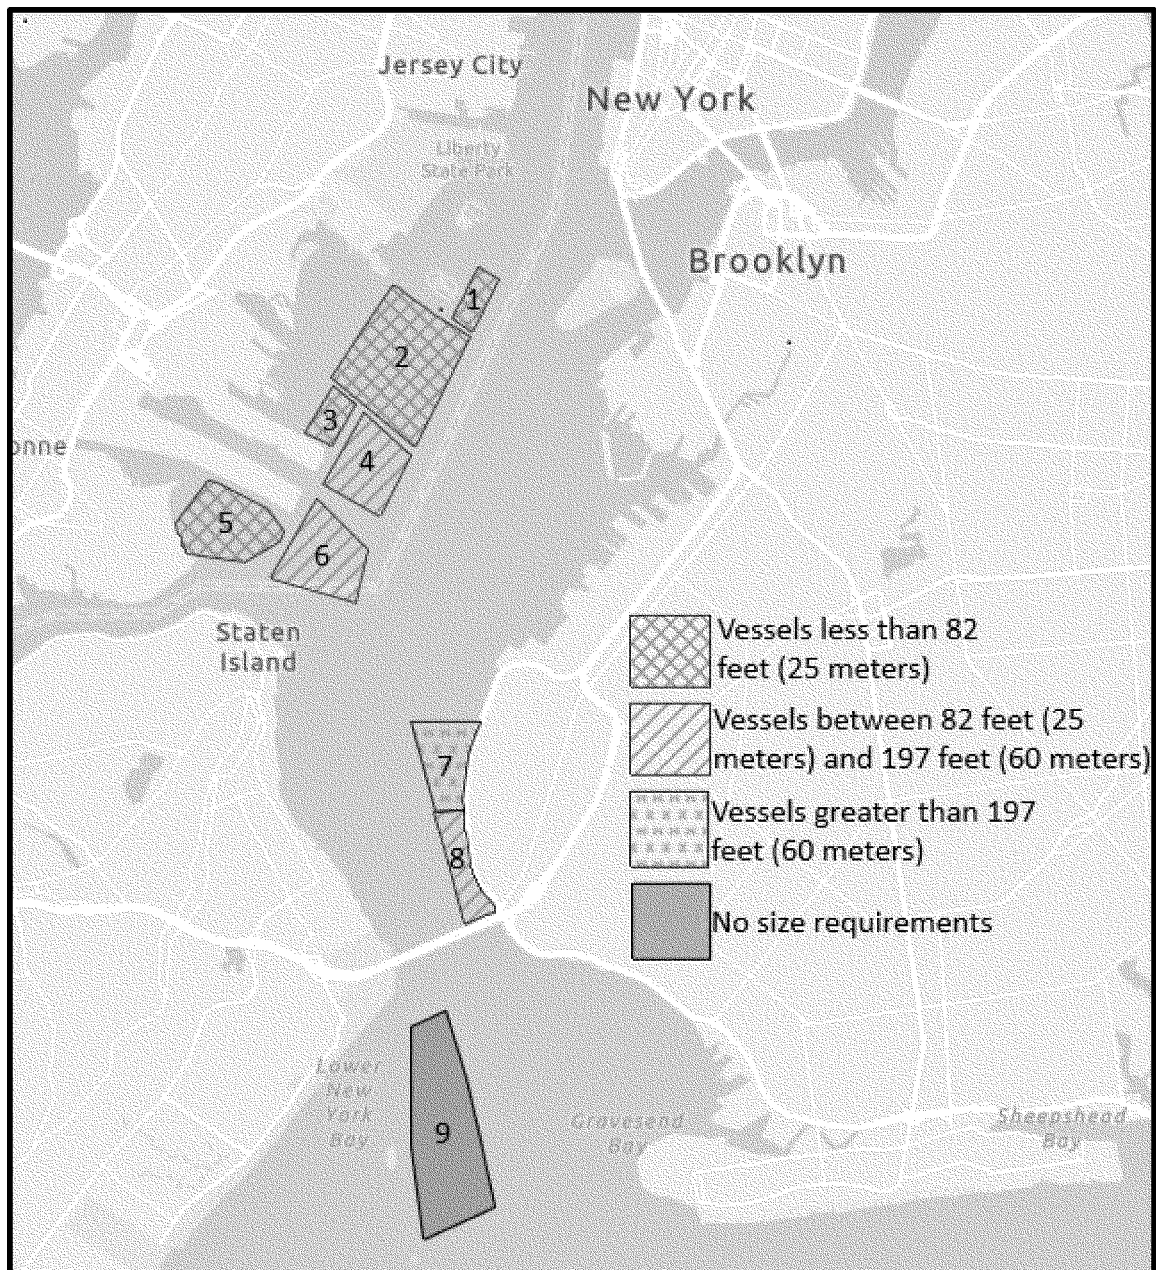 Jersey City
New York
Liberty
State Park
Brooklyn
1
2
3
onne
4
5
6
Staten
Island
Vessels less than 82
feet (25 meters)
Vessels between 82 feet (25
meters) and 197 feet (60 meters)
7
Vessels greater than 197
feet (60 meters)
8
No size requirements
Lower
New
York
Bay
9
Gravesend
Bay
Sheepshead
Bay